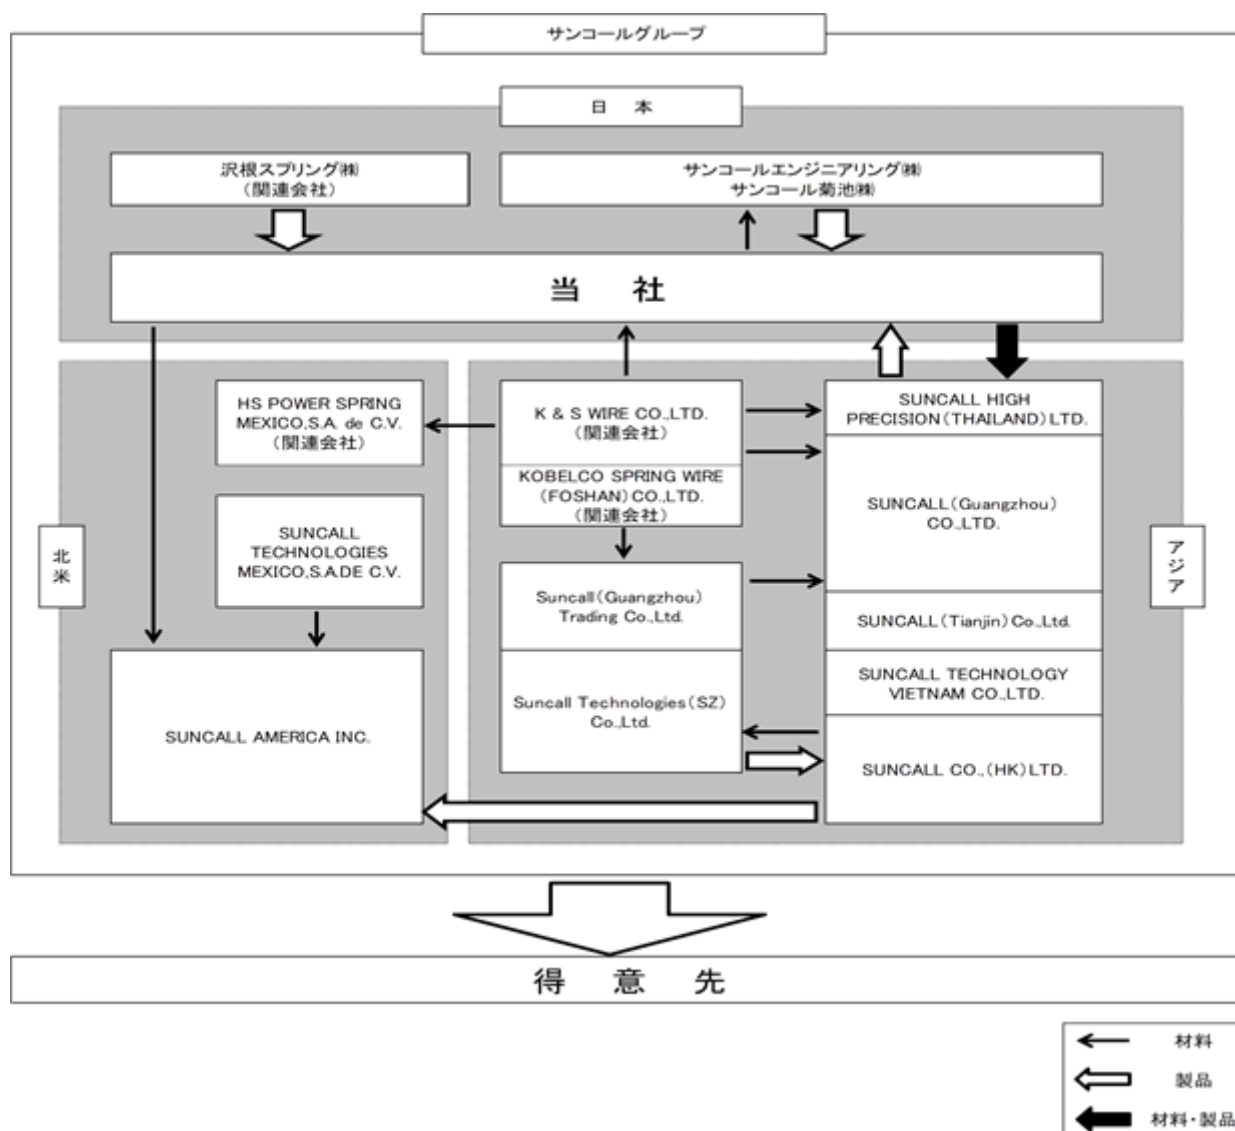 サンコールグループ
日 本
沢根スプリング㈱
（関連会社）
サンコールエンジニアリング㈱
サンコール菊池㈱
当 社
HS POWER SPRING
MEXICO,S.A. de C.V.
（関連会社）
SUNCALL
TECHNOLOGIES
MEXICO,S.A.DE C.V.
SUNCALL AMERICA INC.
北米
K & S WIRE CO.,LTD.
（関連会社）
KOBELCO SPRING WIRE
（FOSHAN）CO.,LTD.
（関連会社）
Suncall（Guangzhou）
Trading Co.,Ltd.
Suncall Technologies（SZ）
Co.,Ltd.
SUNCALL HIGH
PRECISION（THAILAND）LTD.
SUNCALL（Guangzhou）
CO.,LTD.
SUNCALL（Tianjin）Co.,Ltd.
SUNCALL TECHNOLOGY
VIETNAM CO.,LTD.
SUNCALL CO.,（HK）LTD.
アジア
得 意 先
材料
製品
材料・製品